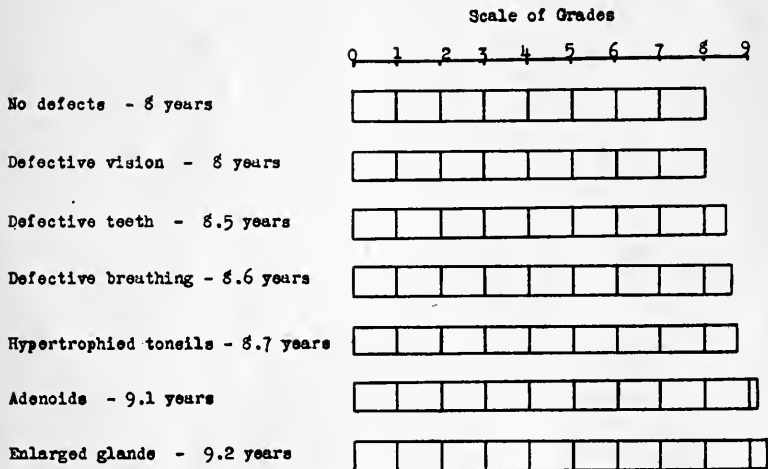 Scale of Grades
0 1 2 3 4 5 6 7 8 9
No defects - 8 years
Defective vision - 8 years
Defective teeth - 8.5 years
Defective breathing - 8.6 years
Hypertrophied tonsils - 8.7 years
Adenoids - 9.1 years
Enlarged glands - 9.2 years